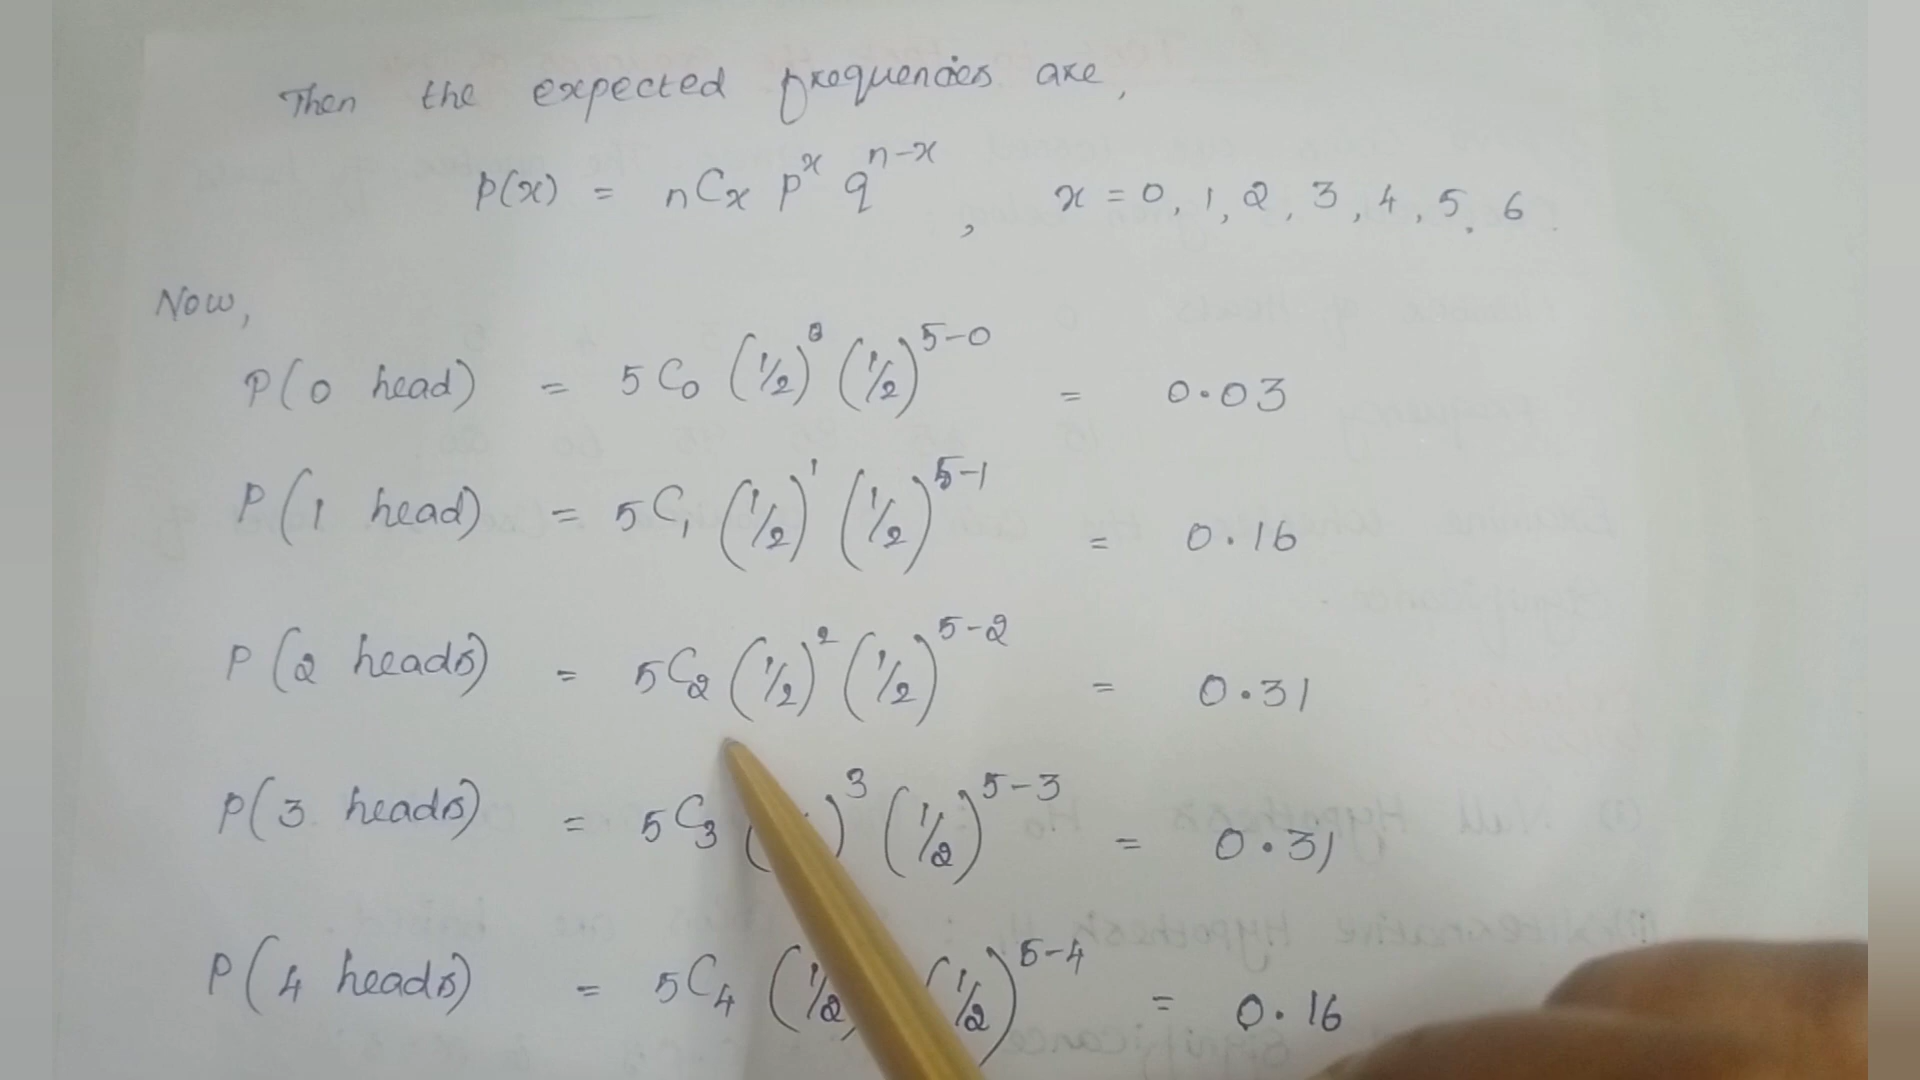 Then the expected frequencies are,
p(x) = nCx p^x q^n-x, x = 0, 1, 2, 3, 4, 5, 6
Now,
P(0 head) = 5C0 (1/2)^0 (1/2)^5-0 = 0.03
P(1 head) = 5C1 (1/2)^1 (1/2)^5-1 = 0.16
P(2 heads) = 5C2 (1/2)^2 (1/2)^5-2 = 0.31
P(3 heads) = 5C3 ( )^3 (1/2)^5-3 = 0.31
P(4 heads) = 5C4 (1/2 (1/2)^5-4 = 0.16